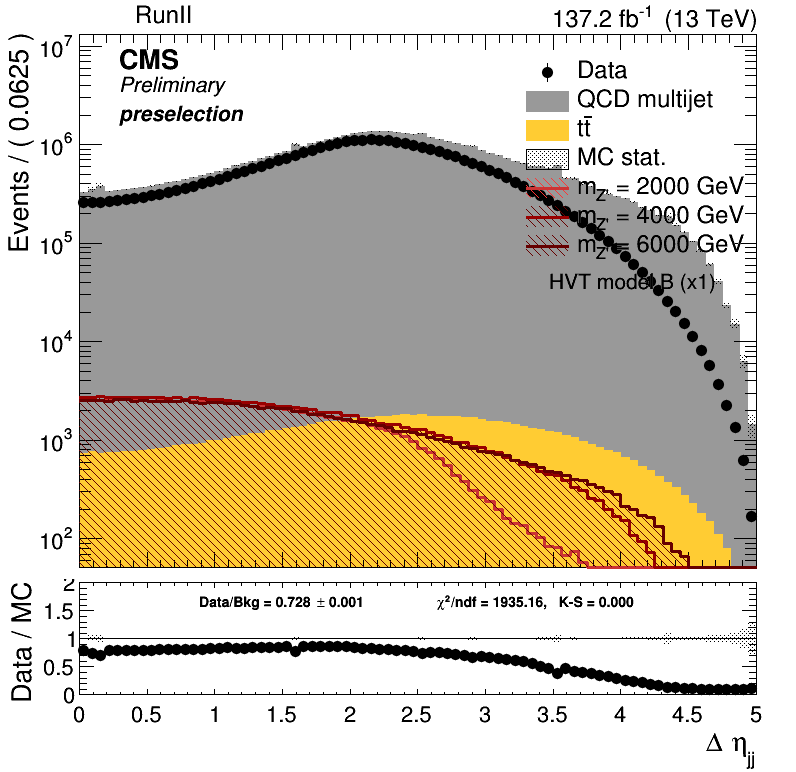 RunII
137.2 fb⁻¹ (13 TeV)
CMS
Preliminary
preselection
Data
QCD multijet
tt̄
MC stat.
m_Z' = 2000 GeV
m_Z' = 4000 GeV
m_Z' = 6000 GeV
HVT model B (x1)
Events / ( 0.0625 )
10⁷
10⁶
10⁵
10⁴
10³
10²
Data / MC
2
1.5
1
0.5
0
Data/Bkg = 0.728 ± 0.001
χ²/ndf = 1935.16, K-S = 0.000
0 0.5 1 1.5 2 2.5 3 3.5 4 4.5 5
Δ η_jj